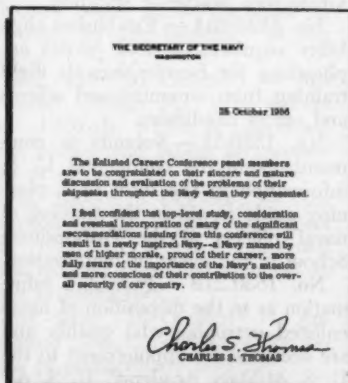 THE SECRETARY OF THE NAVY
WASHINGTON
25 October 1956
The Enlisted Career Conference panel members
are to be congratulated on their sincere and mature
discussion and evaluation of the problems of their
shipmates throughout the Navy whom they represented.
I feel confident that top-level study, consideration
and eventual incorporation of many of the significant
recommendations issuing from this conference will
result in a newly inspired Navy--a Navy manned by
men of higher morale, proud of their career, more
fully aware of the importance of the Navy's mission
and more conscious of their contribution to the over-
all security of our country.
Charles S. Thomas
CHARLES S. THOMAS